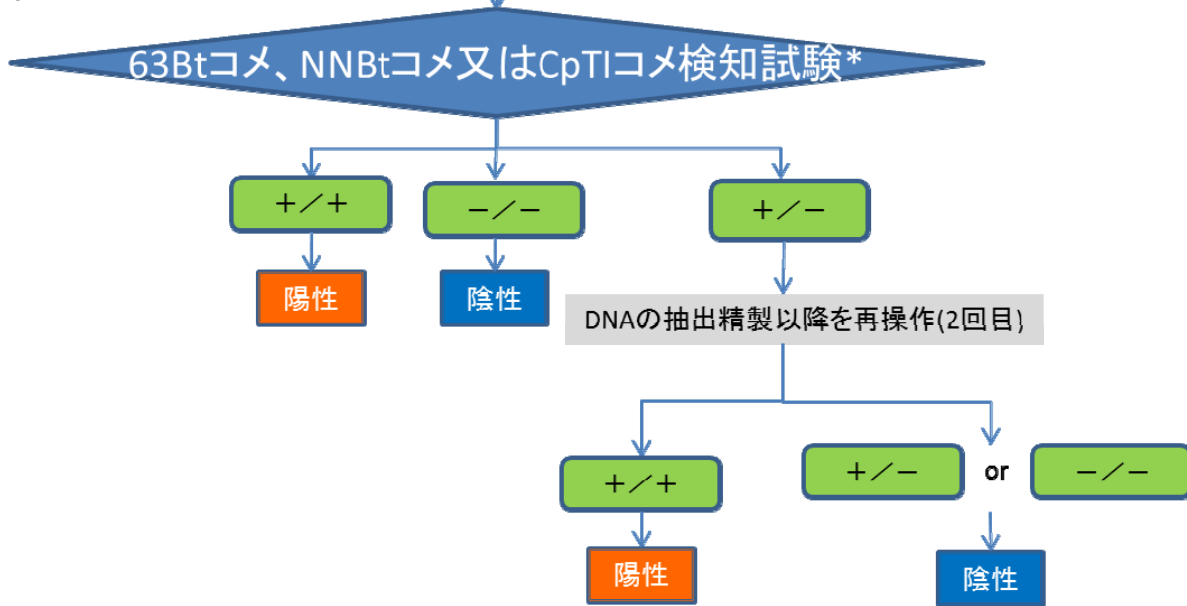 63Btコメ、NNBtコメ又はCpTIコメ検知試験*
+/+
-/-
+/-
陽性
陰性
DNAの抽出精製以降を再操作(2回目)
+/+
+/- or -/-
陽性
陰性